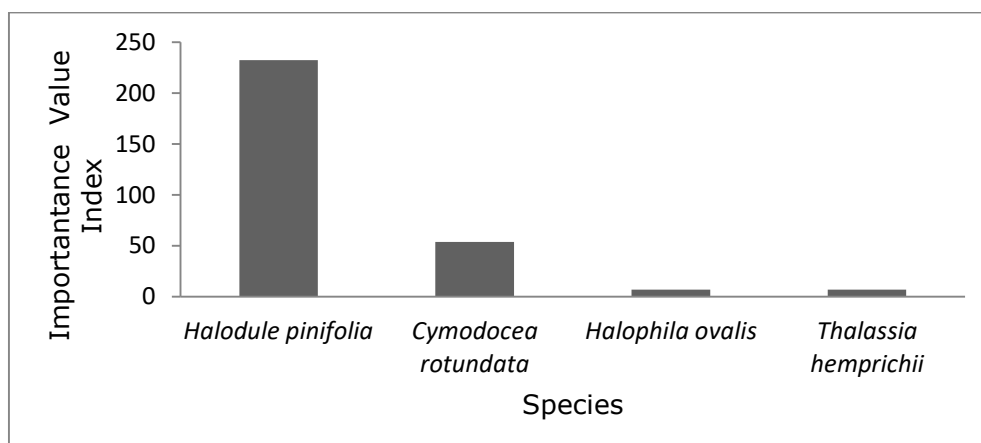 Importantance Value
Index
250
200
150
100
50
0
Halodule pinifolia
Cymodocea
rotundata
Halophila ovalis
Thalassia
hemprichii
Species